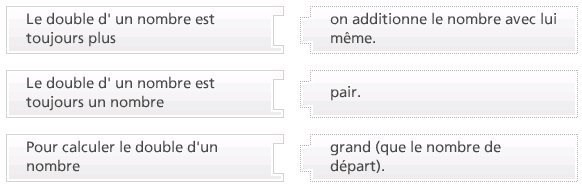 Le double d' un nombre est
toujours plus
on additionne le nombre avec lui
même.
Le double d' un nombre est
toujours un nombre
pair.
Pour calculer le double d'un
nombre
grand (que le nombre de
départ).